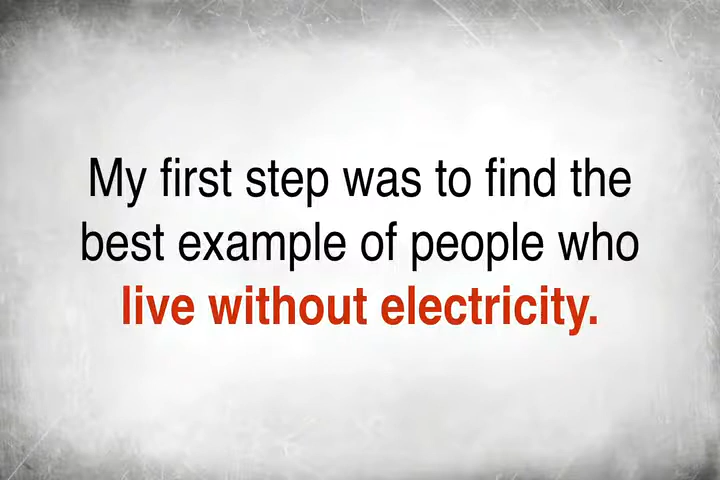 My first step was to find the
best example of people who
live without electricity.